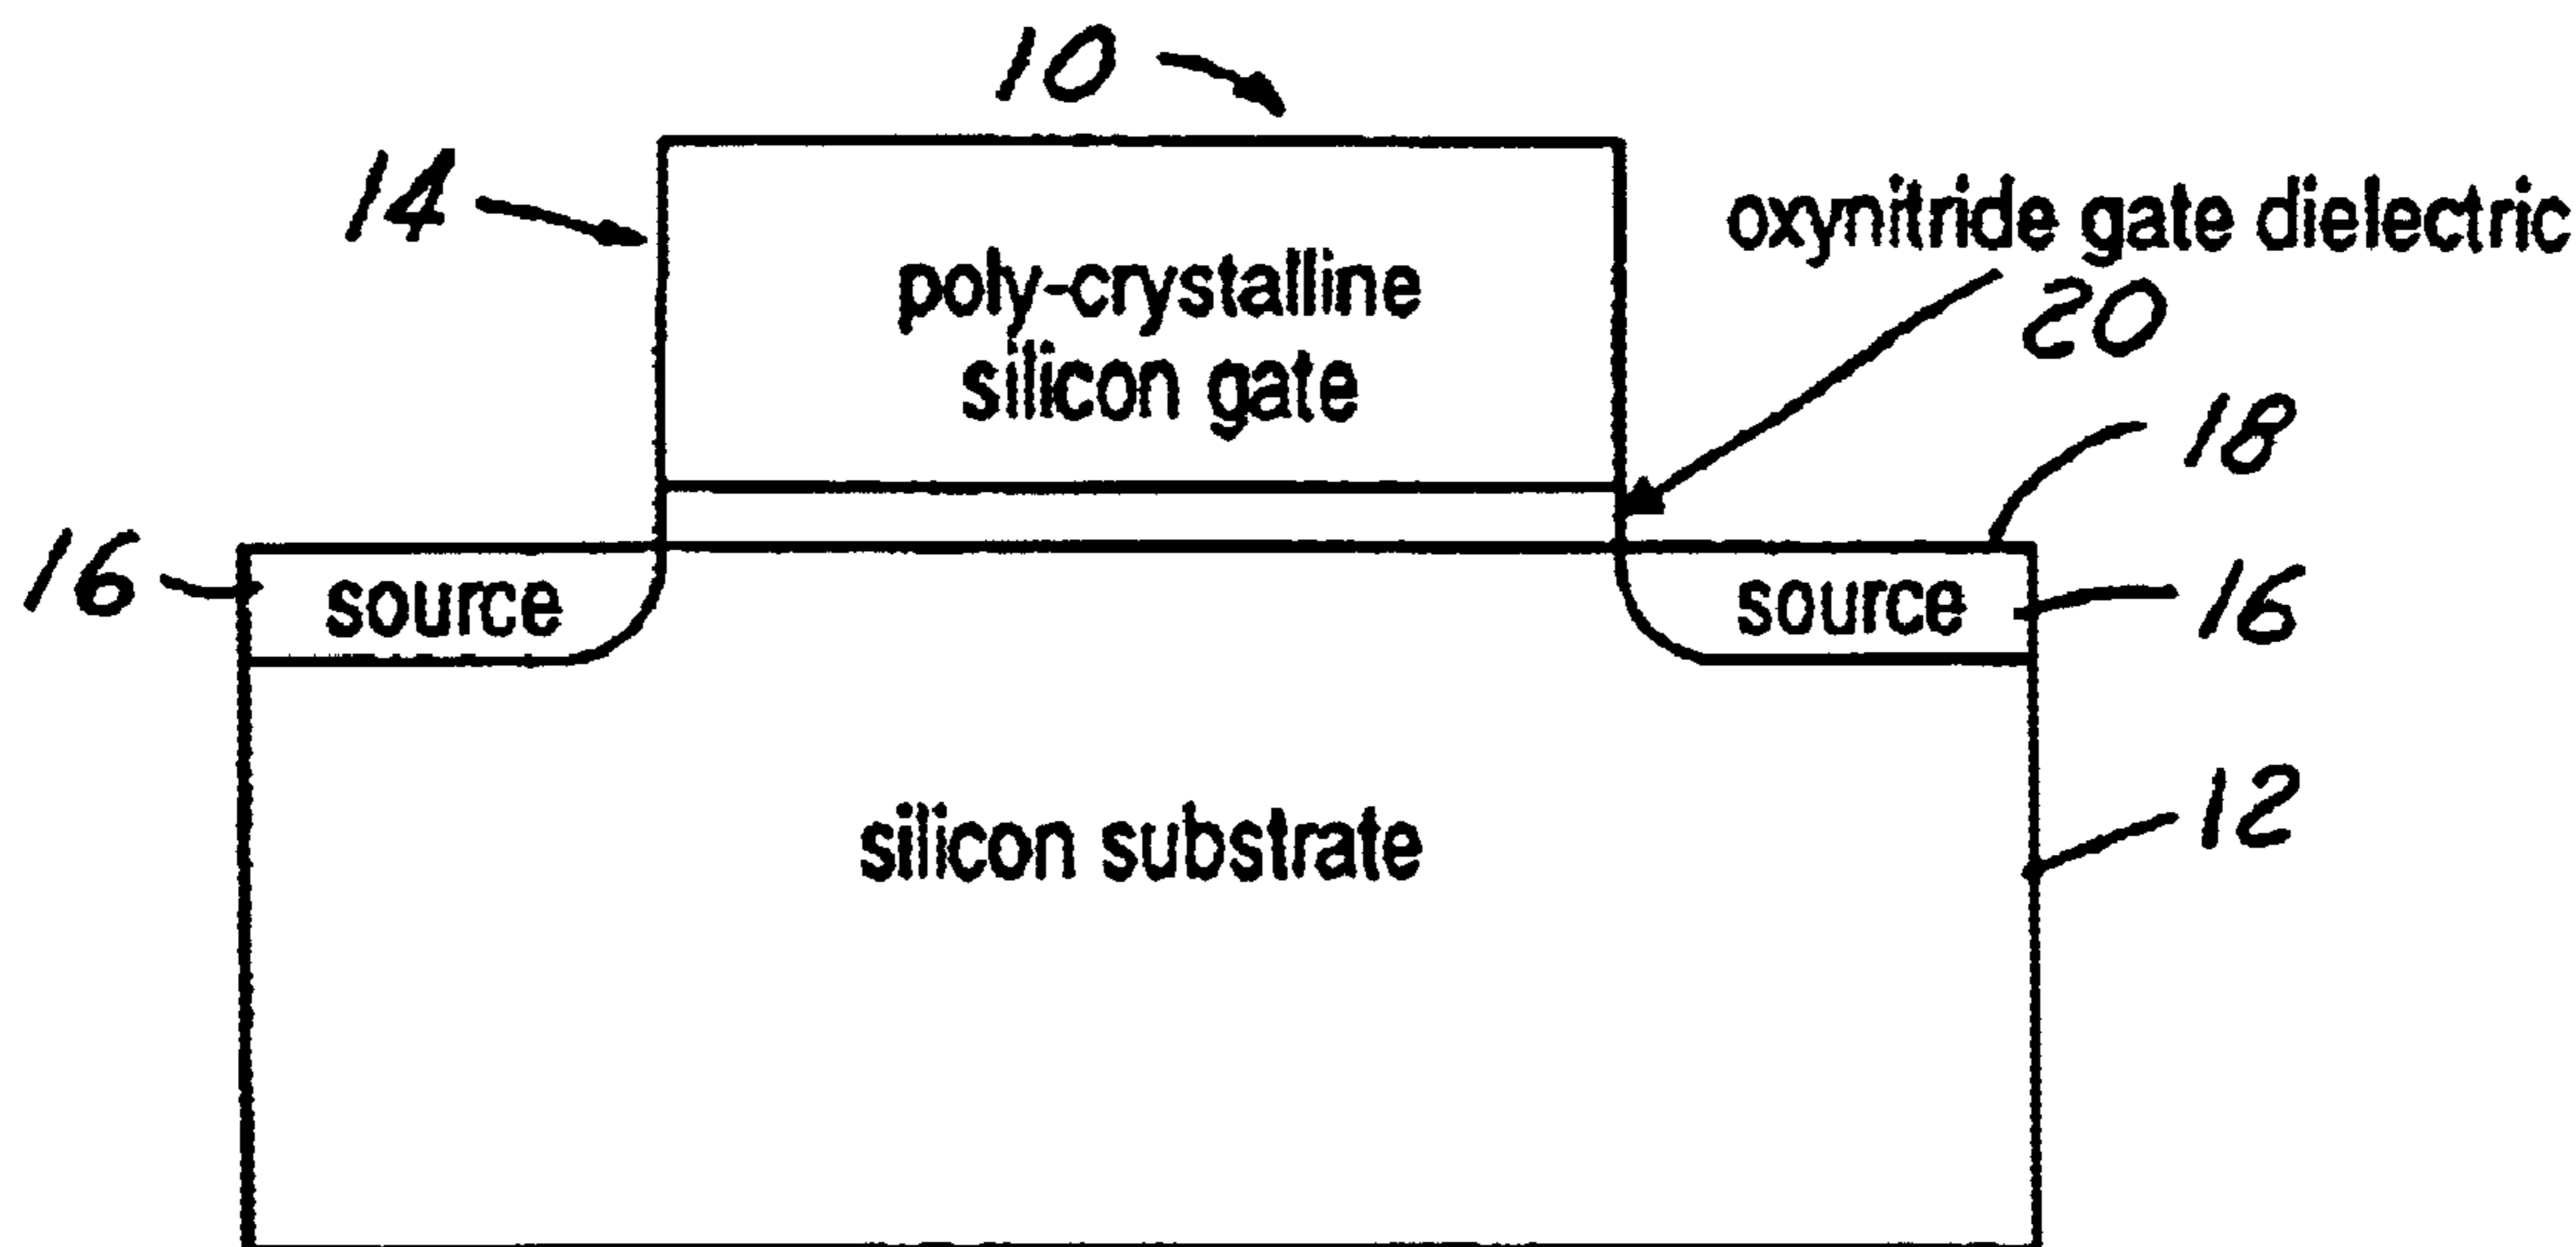 10
14
oxynitride gate dielectric
poly-crystalline
silicon gate
20
18
16
source
source
16
silicon substrate
12